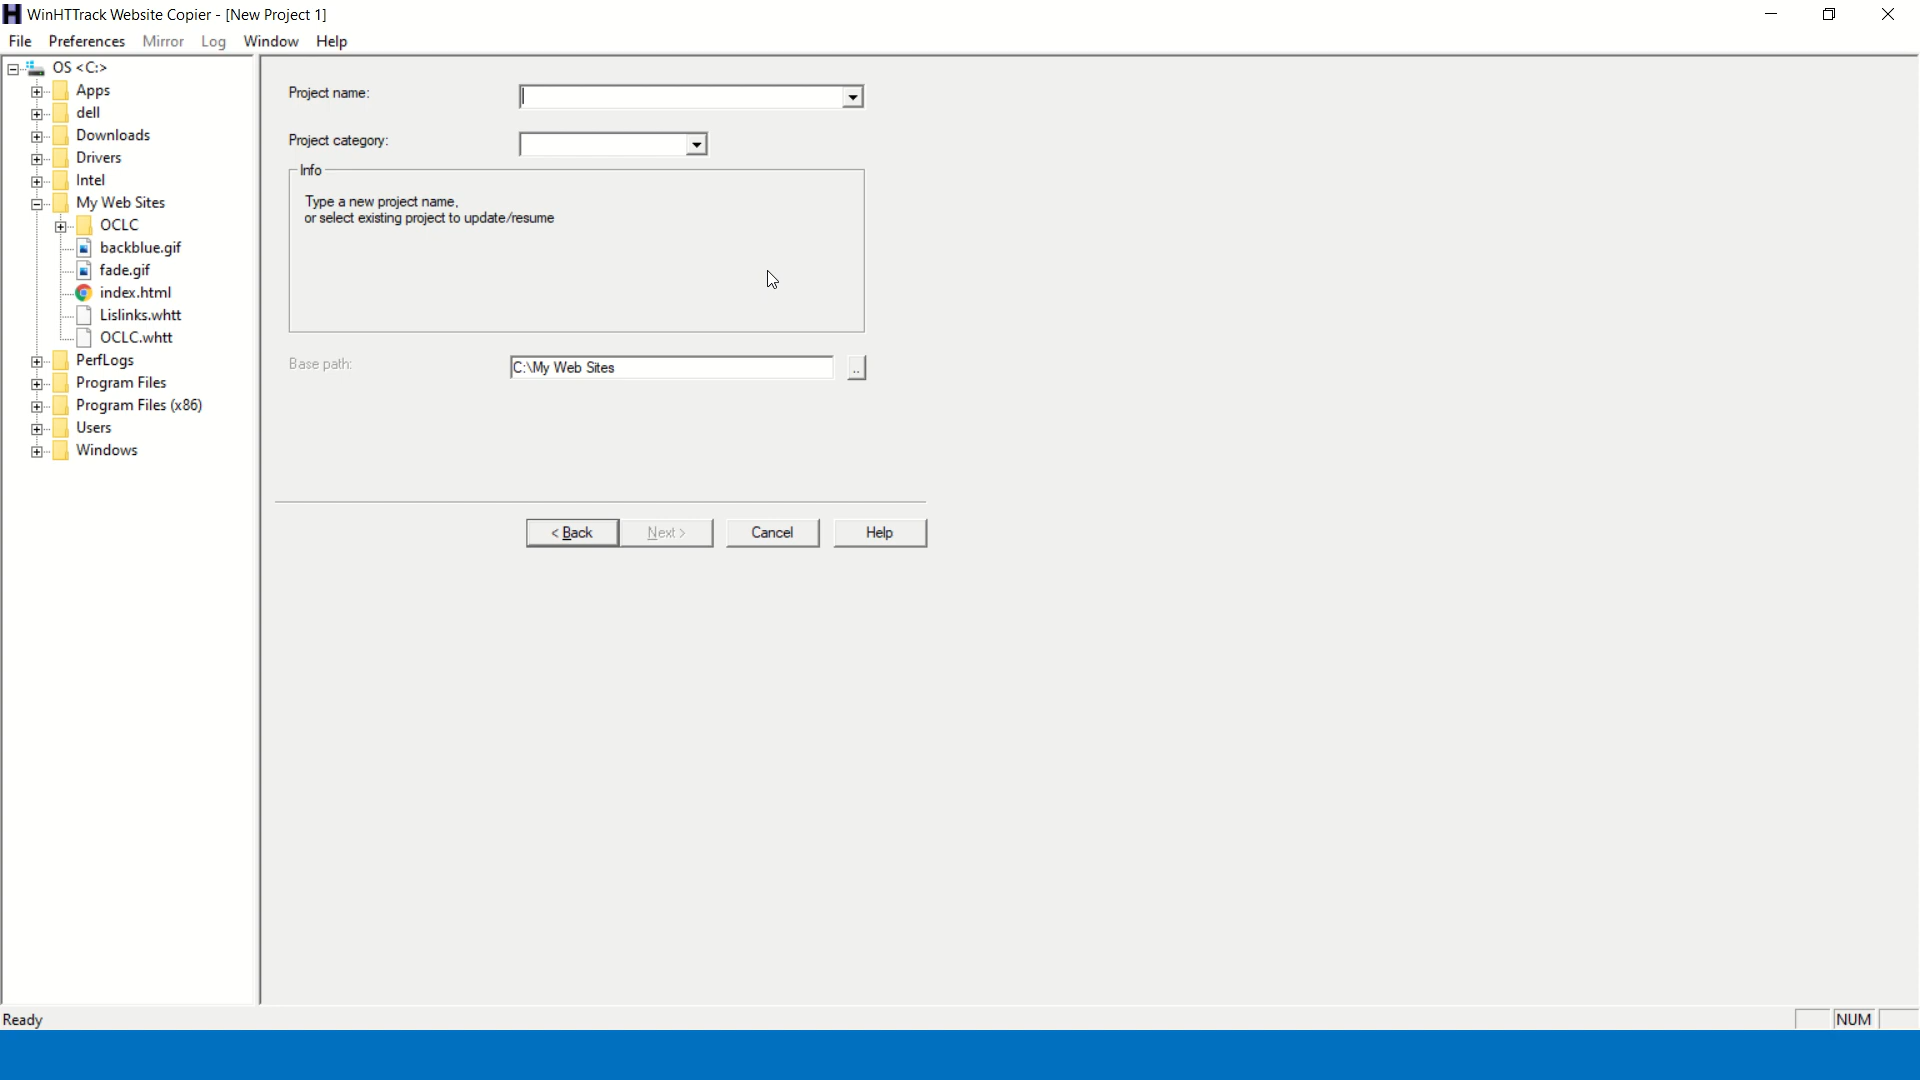 WinHTTrack Website Copier - [New Project 1]
File Preferences Mirror Log Window Help
OS <C:>
Apps
dell
Downloads
Drivers
Intel
My Web Sites
OCLC
backblue.gif
fade.gif
index.html
Lislinks.whtt
OCLC.whtt
PerfLogs
Program Files
Program Files (x86)
Users
Windows
Project name:
Project category:
Info
Type a new project name,
or select existing project to update/resume
Base path:
C:\My Web Sites
..
< Back Next > Cancel Help
Ready
NUM